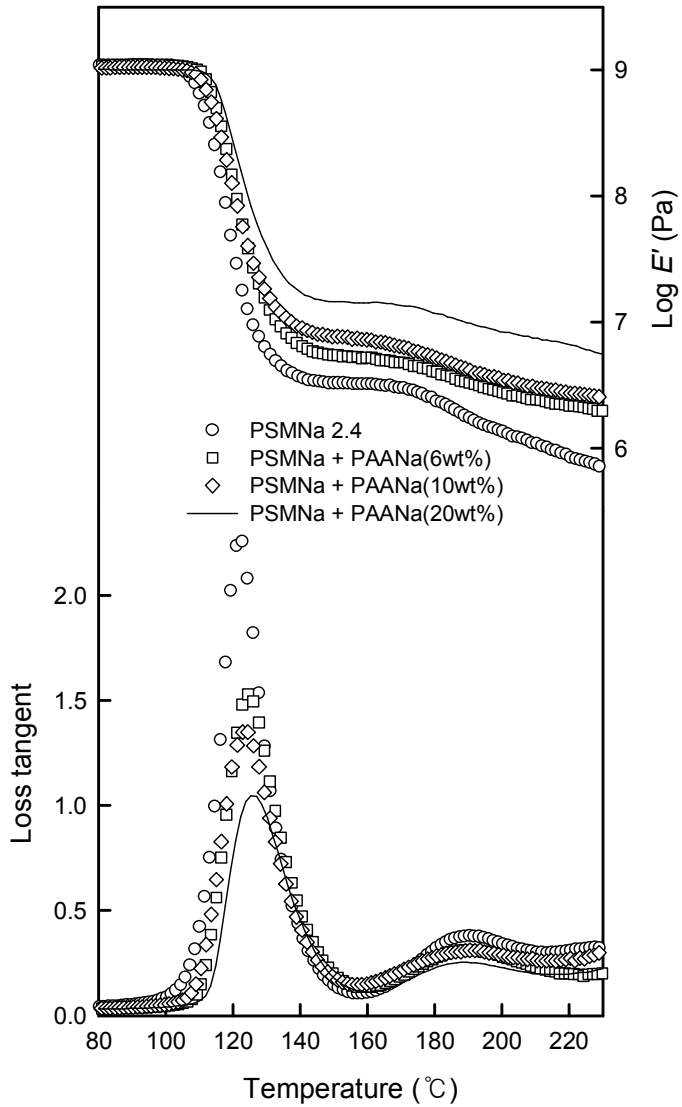 9
8
Log E′ (Pa)
7
6
PSMNa 2.4
PSMNa + PAANa(6wt%)
PSMNa + PAANa(10wt%)
PSMNa + PAANa(20wt%)
2.0
1.5
Loss tangent
1.0
0.5
0.0
80 100 120 140 160 180 200 220
Temperature (℃)